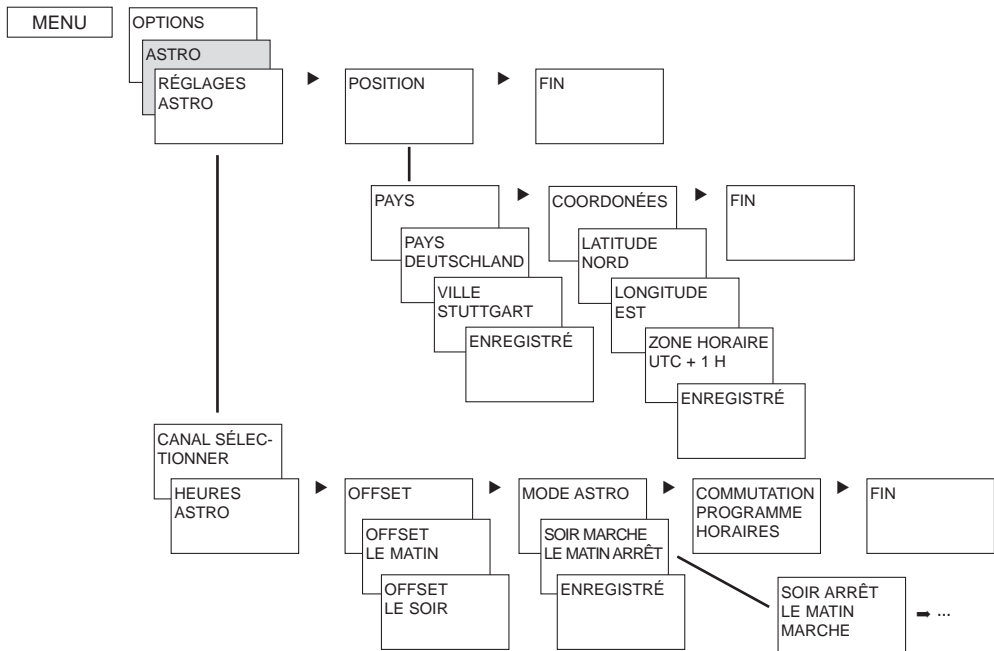 MENU
OPTIONS
ASTRO
RÉGLAGES
ASTRO
POSITION
FIN
PAYS
PAYS
DEUTSCHLAND
VILLE
STUTTGART
ENREGISTRÉ
COORDONÉES
LATITUDE
NORD
LONGITUDE
EST
ZONE HORAIRE
UTC + 1 H
ENREGISTRÉ
FIN
CANAL SÉLEC-
TIONNER
HEURES
ASTRO
OFFSET
OFFSET
LE MATIN
OFFSET
LE SOIR
MODE ASTRO
SOIR MARCHE
LE MATIN ARRÊT
ENREGISTRÉ
COMMUTATION
PROGRAMME
HORAIRES
FIN
SOIR ARRÊT
LE MATIN
MARCHE
➡ ...